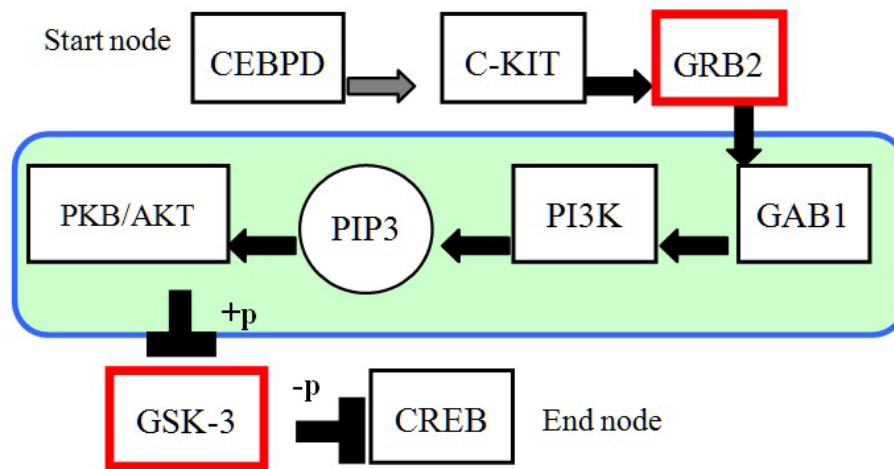 Start node
CEBPD
C-KIT
GRB2
PKB/AKT
PIP3
PI3K
GAB1
+p
GSK-3
-p
CREB
End node